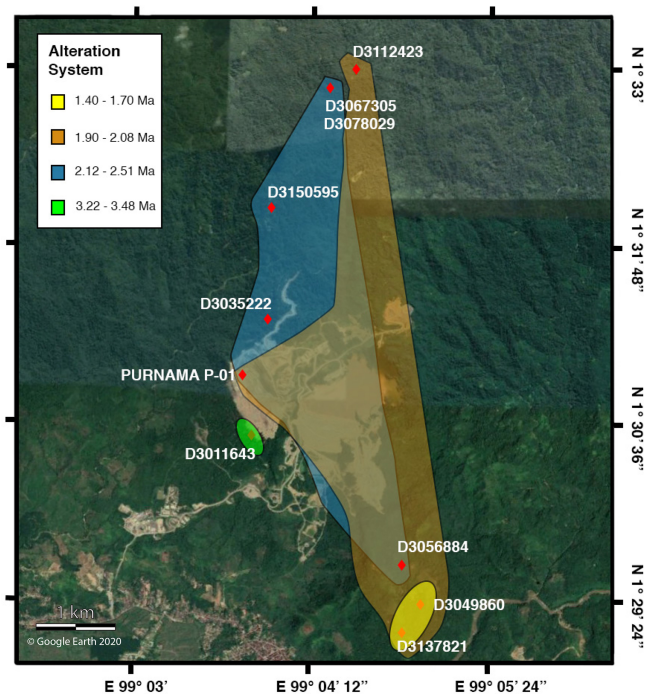 Alteration
System
1.40 - 1.70 Ma
1.90 - 2.08 Ma
2.12 - 2.51 Ma
3.22 - 3.48 Ma
D3112423
D3067305
D3078029
D3150595
D3035222
PURNAMA P-01
D3011643
D3056884
D3049860
D3137821
1 km
© Google Earth 2020
N 1° 33'
N 1° 31' 48"
N 1° 30' 36"
N 1° 29' 24"
E 99° 03'
E 99° 04' 12"
E 99° 05' 24"